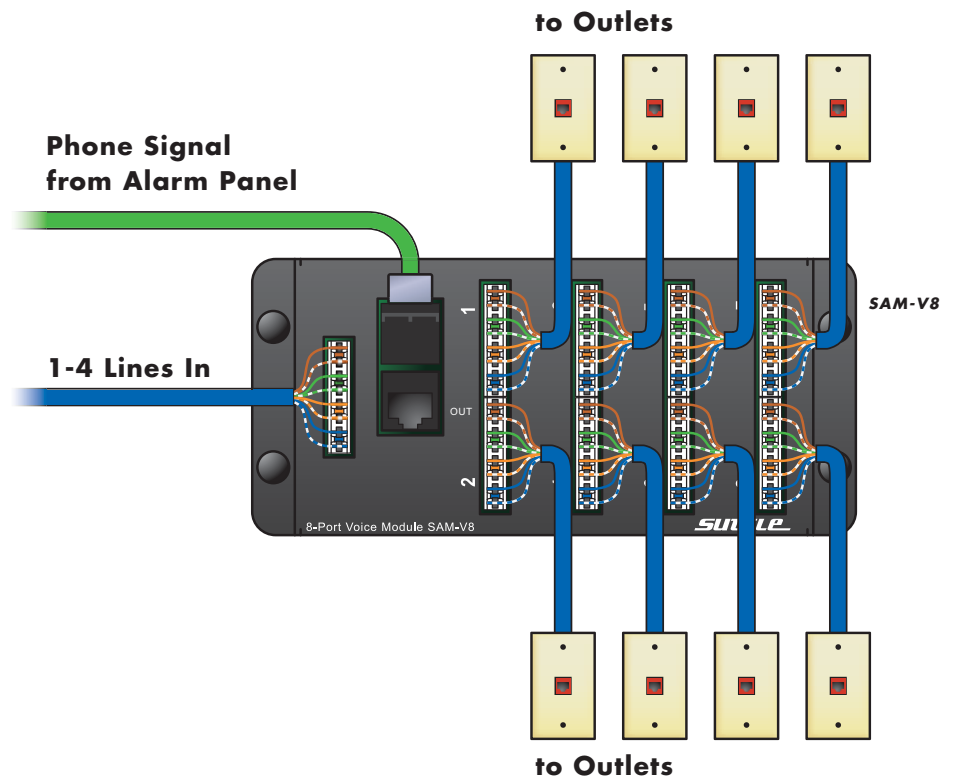 to Outlets
Phone Signal
from Alarm Panel
SAM-V8
1-4 Lines In
1
OUT
2
8-Port Voice Module SAM-V8
SUTTLE
to Outlets